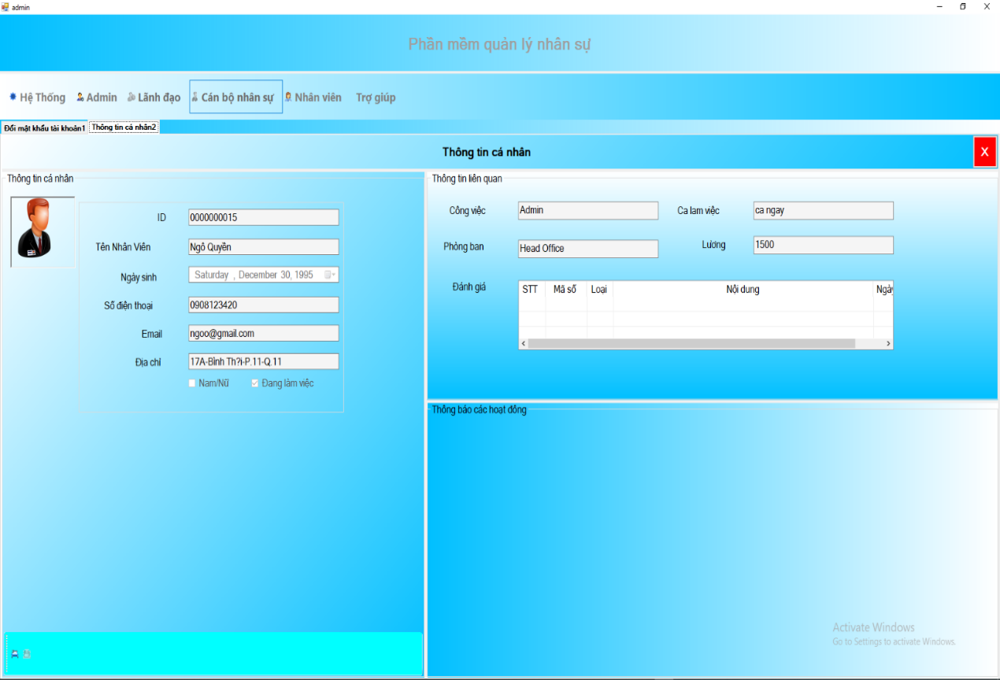 admin
Phần mềm quản lý nhân sự
Hệ Thống Admin Lãnh đạo Cán bộ nhân sự Nhân viên Trợ giúp
Đổi mật khẩu tài khoản1 Thông tin cá nhân2
Thông tin cá nhân X
Thông tin cá nhân
ID 0000000015
Tên Nhân Viên Ngô Quyền
Ngày sinh Saturday , December 30, 1995
Số điện thoại 0908123420
Email ngoo@gmail.com
Địa chỉ 17A-Bình Th?i-P.11-Q.11
Nam/Nữ Đang làm việc
Thông tin liên quan
Công việc Admin Ca lam việc ca ngay
Phòng ban Head Office Lương 1500
Đánh giá STT Mã số Loại Nội dung
Thông báo các hoạt đông
Activate Windows
Go to Settings to activate Windows.